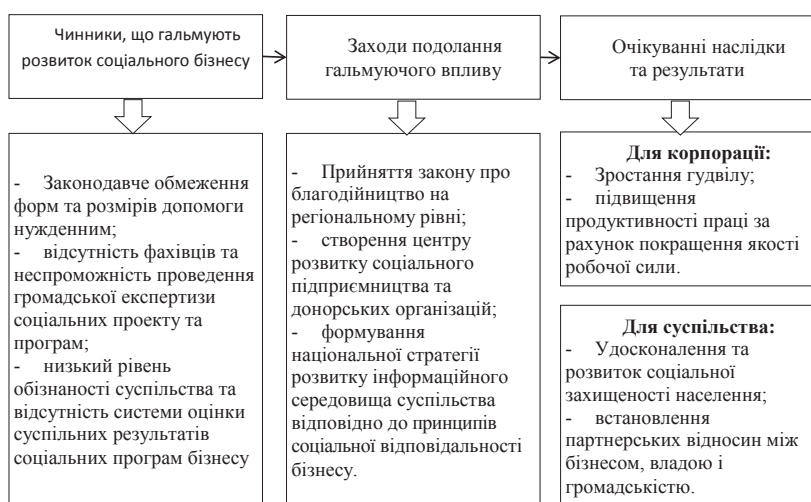 Чинники, що гальмують
розвиток соціального бізнесу
Заходи подолання
гальмуючого впливу
Очікуванні наслідки
та результати
- Законодавче обмеження
форм та розмірів допомоги
нужденним;
- відсутність фахівців та
неспроможність проведення
громадської експертизи
соціальних проекту та
програм;
- низький рівень
обізнаності суспільства та
відсутність системи оцінки
суспільних результатів
соціальних програм бізнесу
- Прийняття закону про
благодійництво на
регіональному рівні;
- створення центру
розвитку соціального
підприємництва та
донорських організацій;
- формування
національної стратегії
розвитку інформаційного
середовища суспільства
відповідно до принципів
соціальної відповідальності
бізнесу.
Для корпорації:
- Зростання гудвілу;
- підвищення
продуктивності праці за
рахунок покращення якості
робочої сили.
Для суспільства:
- Удосконалення та
розвиток соціальної
захищеності населення;
- встановлення
партнерських відносин між
бізнесом, владою і
громадськістю.